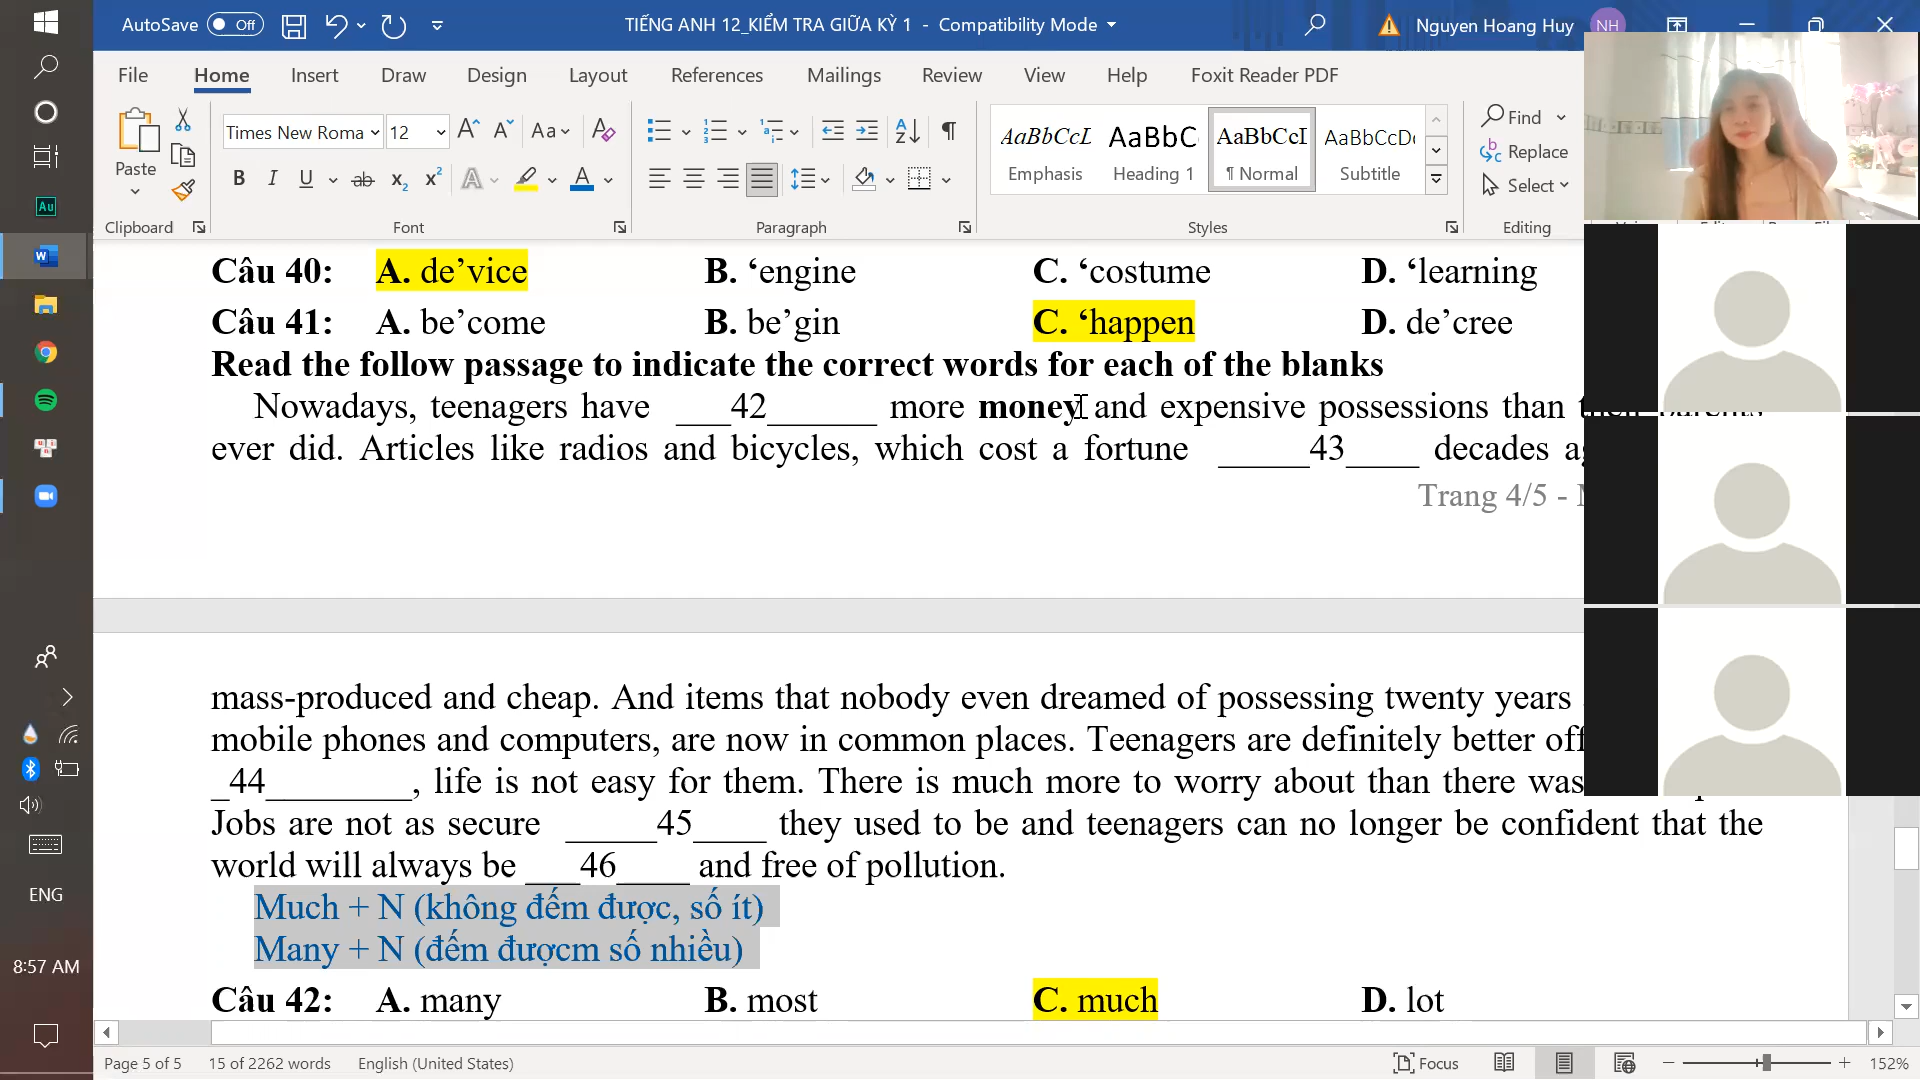 AutoSave Off TIẾNG ANH 12_KIỂM TRA GIỮA KỲ 1 - Compatibility Mode Nguyen Hoang Huy NH
File Home Insert Draw Design Layout References Mailings Review View Help Foxit Reader PDF
Paste
Times New Roma 12 Aa
B I U ab x₂ x² A A
AaBbCcL AaBbC AaBbCcI AaBbCcDc
Emphasis Heading 1 ¶ Normal Subtitle
Find
Replace
Select
Clipboard Font Paragraph Styles Editing
Câu 40: A. de’vice B. ‘engine C. ‘costume D. ‘learning
Câu 41: A. be’come B. be’gin C. ‘happen D. de’cree
Read the follow passage to indicate the correct words for each of the blanks
Nowadays, teenagers have ___42______ more money and expensive possessions than their parents
ever did. Articles like radios and bicycles, which cost a fortune _____43____ decades
Trang 4/5 -
mass-produced and cheap. And items that nobody even dreamed of possessing twenty years
mobile phones and computers, are now in common places. Teenagers are definitely better off
_44________, life is not easy for them. There is much more to worry about than there was
Jobs are not as secure _____45____ they used to be and teenagers can no longer be confident that the
world will always be ___46____ and free of pollution.
Much + N (không đếm được, số ít)
Many + N (đếm đượcm số nhiều)
Câu 42: A. many B. most C. much D. lot
Au
ENG
8:57 AM
Page 5 of 5 15 of 2262 words English (United States) Focus 152%